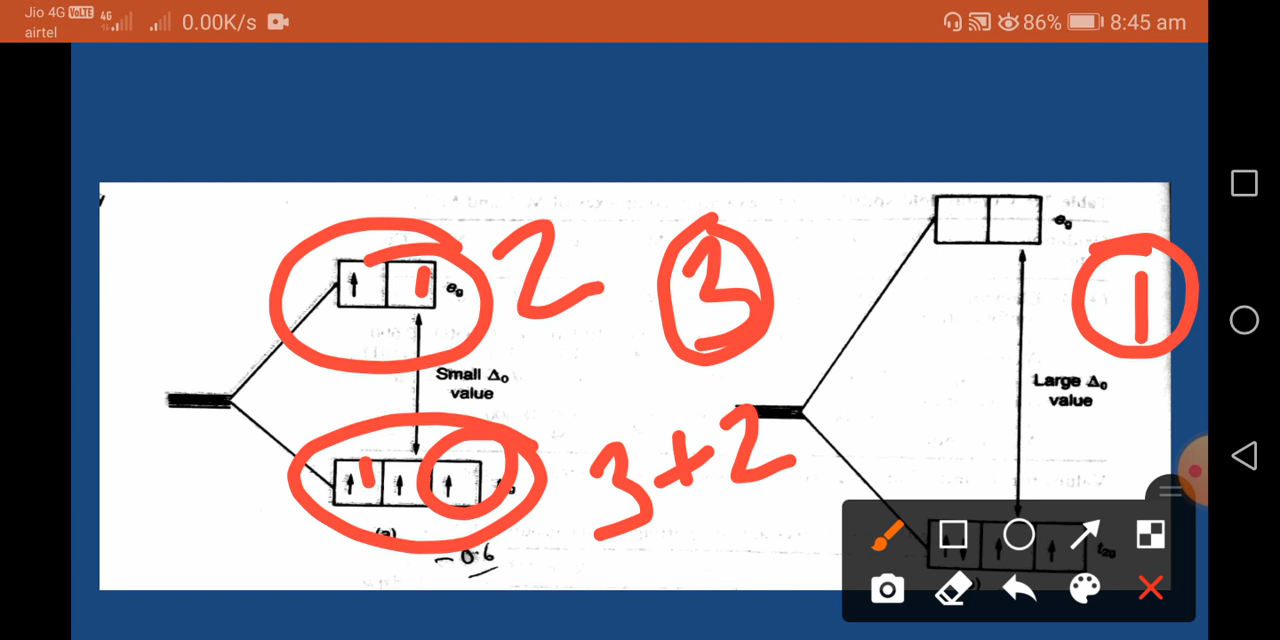 Jio 4G VoLTE 4G 0.00K/s 86% 8:45 am
airtel
2 3 1
eg
eg
Small Δo
value
Large Δo
value
3+2
(a)
t2g
-0.6